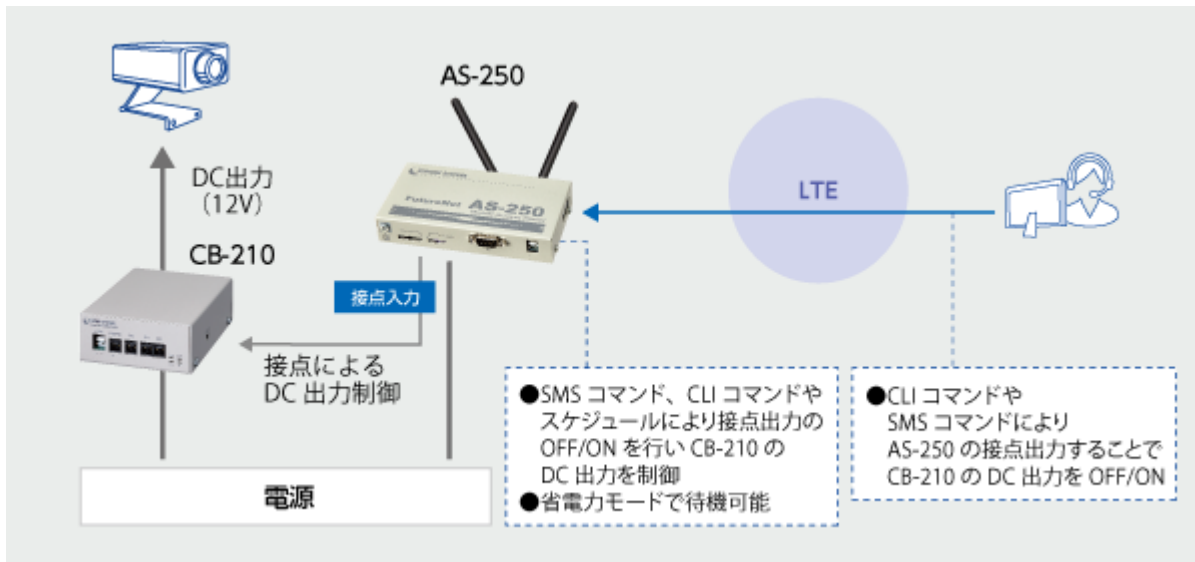 AS-250
DC出力
（12V）
CB-210
FutureNet AS-250
LTE
接点入力
接点による
DC 出力制御
電源
●SMS コマンド、CLI コマンドや
スケジュールにより接点出力の
OFF/ON を行い CB-210 の
DC 出力を制御
●省電力モードで待機可能
●CLI コマンドや
SMS コマンドにより
AS-250 の接点出力することで
CB-210 の DC 出力を OFF/ON